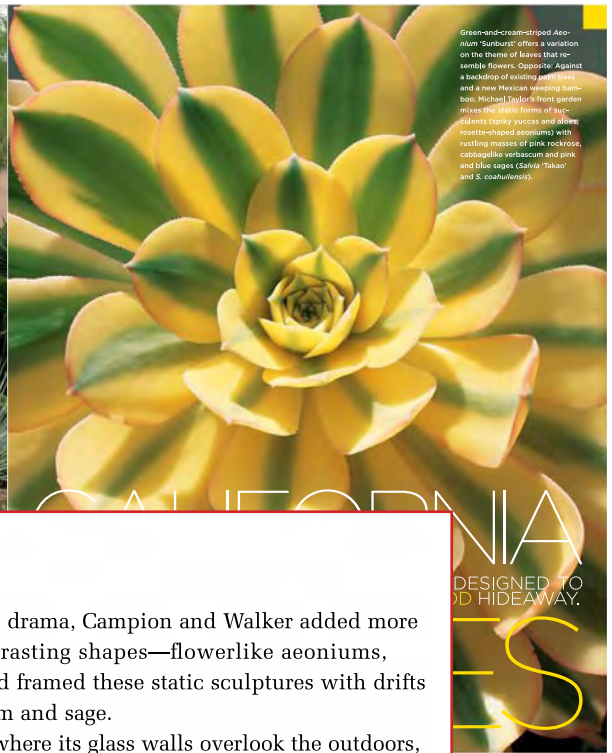 Green-and-cream-striped Aeo-
nium 'Sunburst' offers a variation
on the theme of leaves that re-
semble flowers. Opposite: Against
a backdrop of existing palm trees
and a new Mexican weeping bam-
boo, Michael Taylor's front garden
mixes the static forms of suc-
culents (spiky yuccas and aloes,
rosette-shaped aeoniums) with
rustling masses of pink rockrose,
cabbagelike verbascum and pink
and blue sages (Salvia 'Takao'
and S. coahuilensis).
CALIFORNIA
DESIGNED TO
OD HIDEAWAY.
ES
drama, Campion and Walker added more
rasting shapes—flowerlike aeoniums,
d framed these static sculptures with drifts
m and sage.
where its glass walls overlook the outdoors,